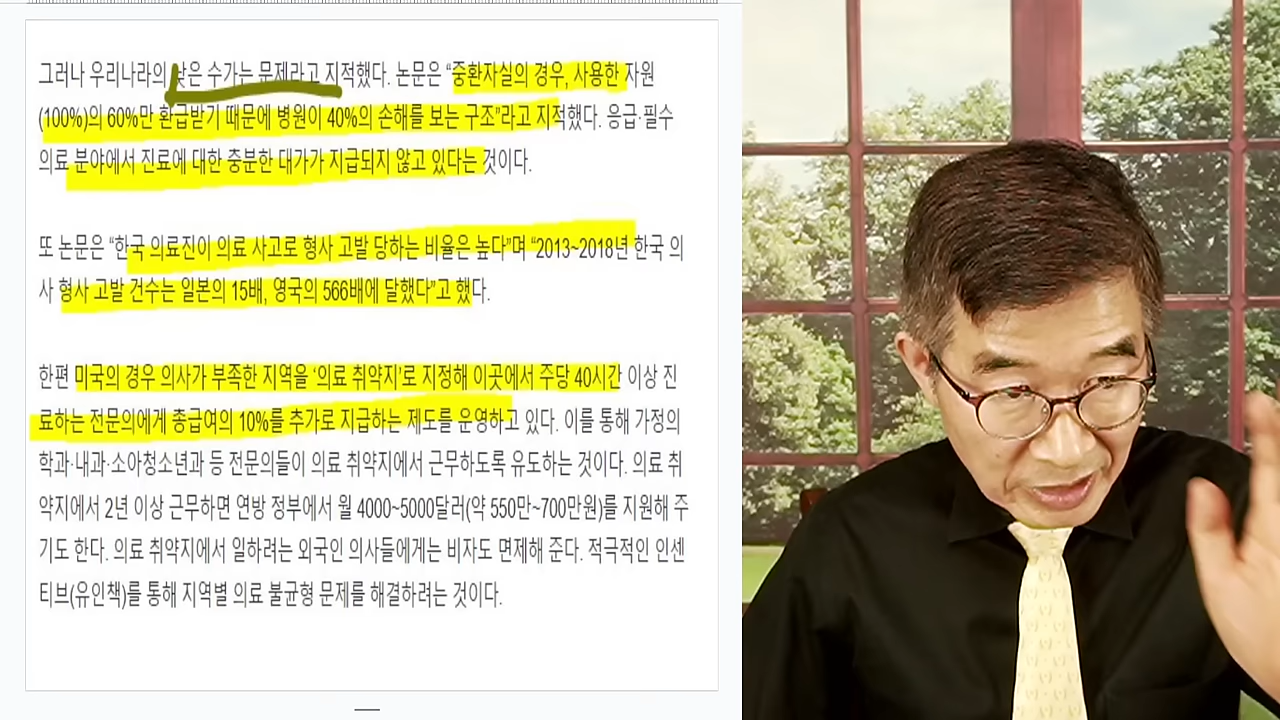 그러나 우리나라의 낮은 수가는 문제라고 지적했다. 논문은 “중환자실의 경우, 사용한 자원
(100%)의 60%만 환급받기 때문에 병원이 40%의 손해를 보는 구조”라고 지적했다. 응급·필수
의료 분야에서 진료에 대한 충분한 대가가 지급되지 않고 있다는 것이다.
또 논문은 “한국 의료진이 의료 사고로 형사 고발 당하는 비율은 높다”며 “2013~2018년 한국 의
사 형사 고발 건수는 일본의 15배, 영국의 566배에 달했다”고 했다.
한편 미국의 경우 의사가 부족한 지역을 ‘의료 취약지’로 지정해 이곳에서 주당 40시간 이상 진
료하는 전문의에게 총급여의 10%를 추가로 지급하는 제도를 운영하고 있다. 이를 통해 가정의
학과·내과·소아청소년과 등 전문의들이 의료 취약지에서 근무하도록 유도하는 것이다. 의료 취
약지에서 2년 이상 근무하면 연방 정부에서 월 4000~5000달러(약 550만~700만원)를 지원해 주
기도 한다. 의료 취약지에서 일하려는 외국인 의사들에게는 비자도 면제해 준다. 적극적인 인센
티브(유인책)를 통해 지역별 의료 불균형 문제를 해결하려는 것이다.